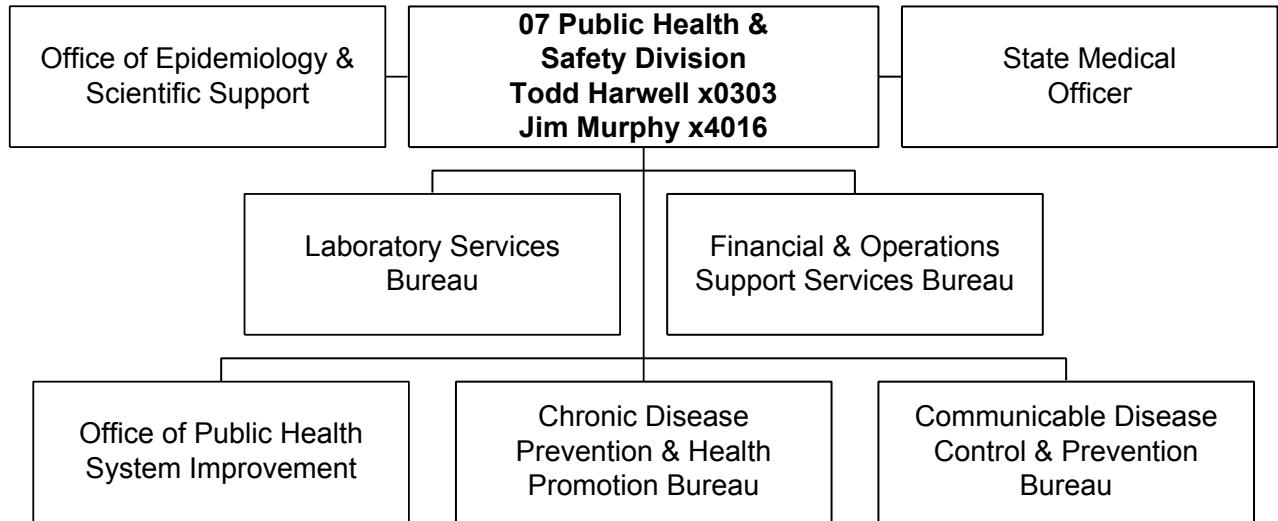 Office of Epidemiology &
Scientific Support
07 Public Health &
Safety Division
Todd Harwell x0303
Jim Murphy x4016
State Medical
Officer
Laboratory Services
Bureau
Financial & Operations
Support Services Bureau
Office of Public Health
System Improvement
Chronic Disease
Prevention & Health
Promotion Bureau
Communicable Disease
Control & Prevention
Bureau